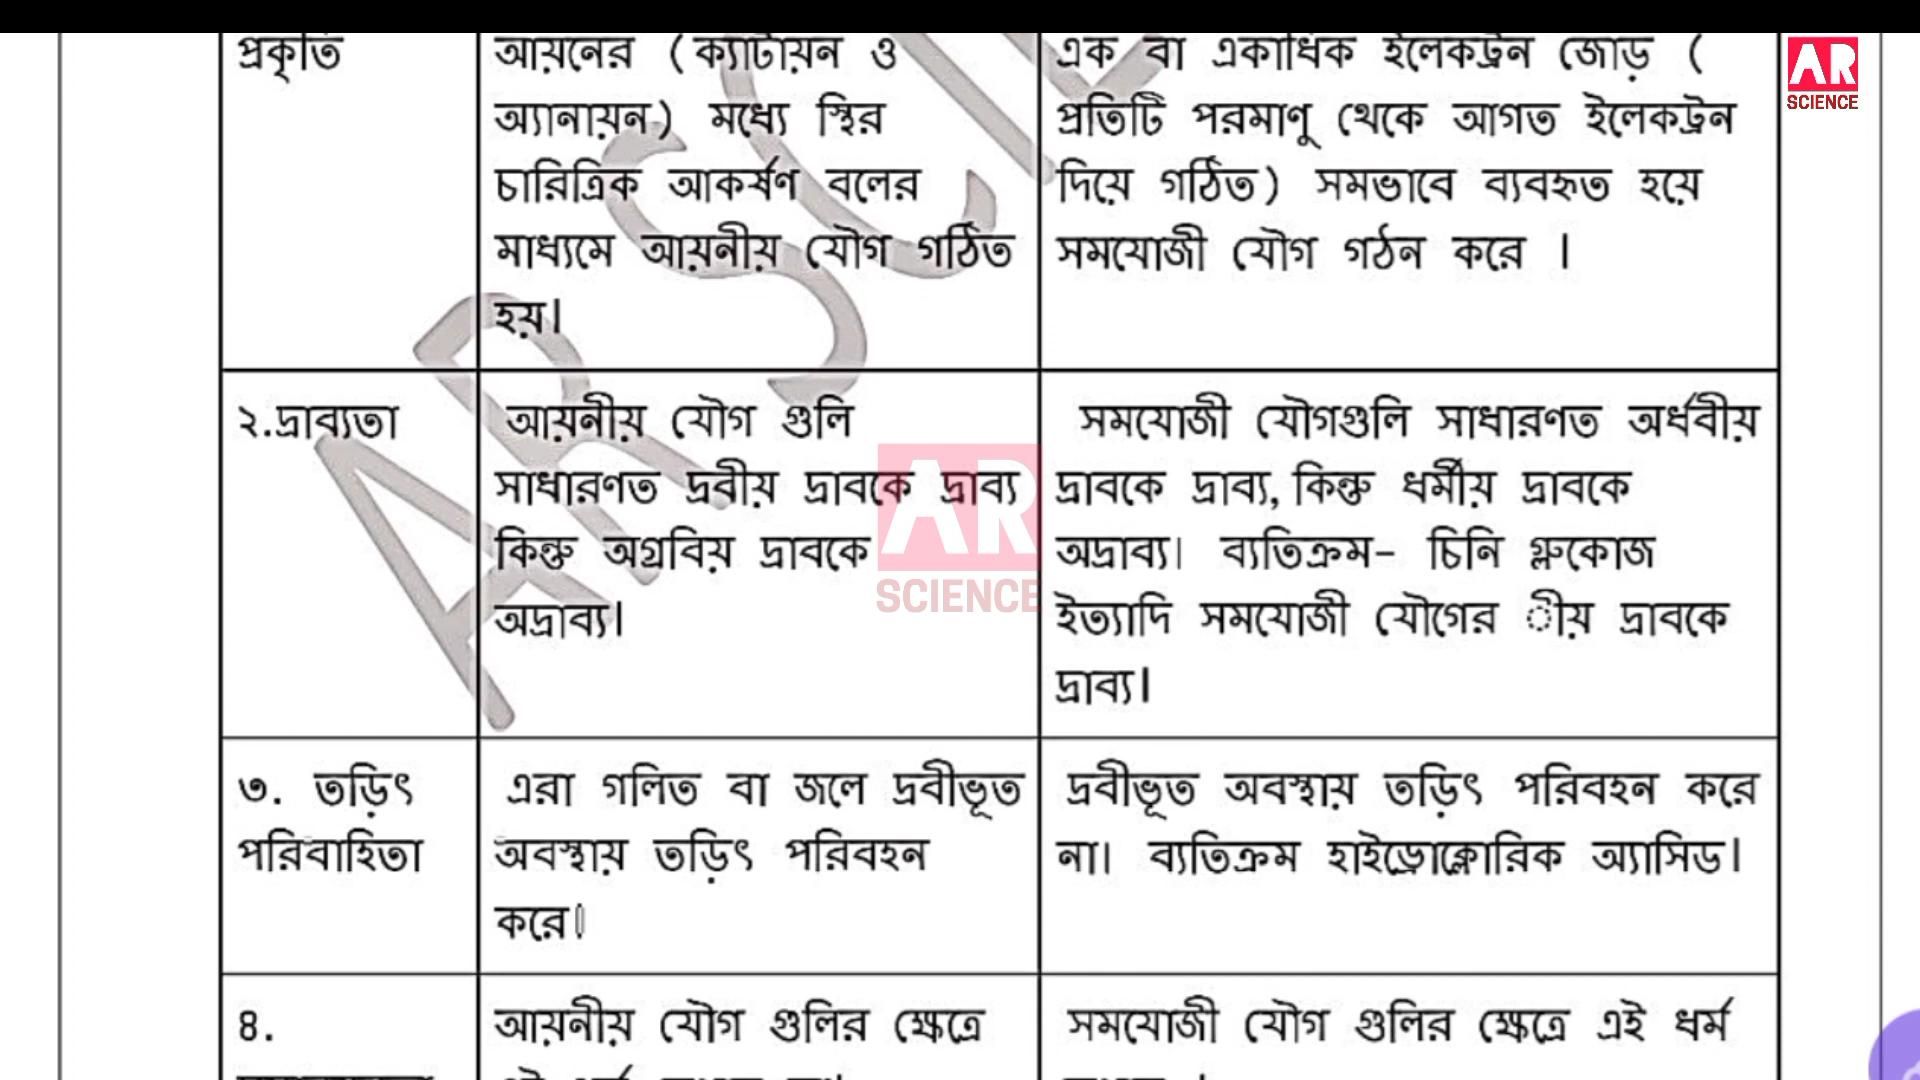 প্রকৃতি
আয়নের (ক্যাটায়ন ও
অ্যানায়ন) মধ্যে স্থির
চারিত্রিক আকর্ষণ বলের
মাধ্যমে আয়নীয় যৌগ গঠিত
হয়।
এক বা একাধিক ইলেকট্রন জোড় (
প্রতিটি পরমাণু থেকে আগত ইলেকট্রন
দিয়ে গঠিত) সমভাবে ব্যবহৃত হয়ে
সমযোজী যৌগ গঠন করে ।
২.দ্রাব্যতা
আয়নীয় যৌগ গুলি
সাধারণত দ্রবীয় দ্রাবকে দ্রাব্য
কিন্তু অগ্রবিয় দ্রাবকে
অদ্রাব্য।
সমযোজী যৌগগুলি সাধারণত অর্ধবীয়
দ্রাবকে দ্রাব্য, কিন্তু ধর্মীয় দ্রাবকে
অদ্রাব্য। ব্যতিক্রম- চিনি গ্লুকোজ
ইত্যাদি সমযোজী যৌগের ীয় দ্রাবকে
দ্রাব্য।
৩. তড়িৎ
পরিবাহিতা
এরা গলিত বা জলে দ্রবীভূত
অবস্থায় তড়িৎ পরিবহন
করে।
দ্রবীভূত অবস্থায় তড়িৎ পরিবহন করে
না। ব্যতিক্রম হাইড্রোক্লোরিক অ্যাসিড।
৪.
আয়নীয় যৌগ গুলির ক্ষেত্রে
সমযোজী যৌগ গুলির ক্ষেত্রে এই ধর্ম
AR SCIENCE
AR
SCIENCE
AR
SCIENCE